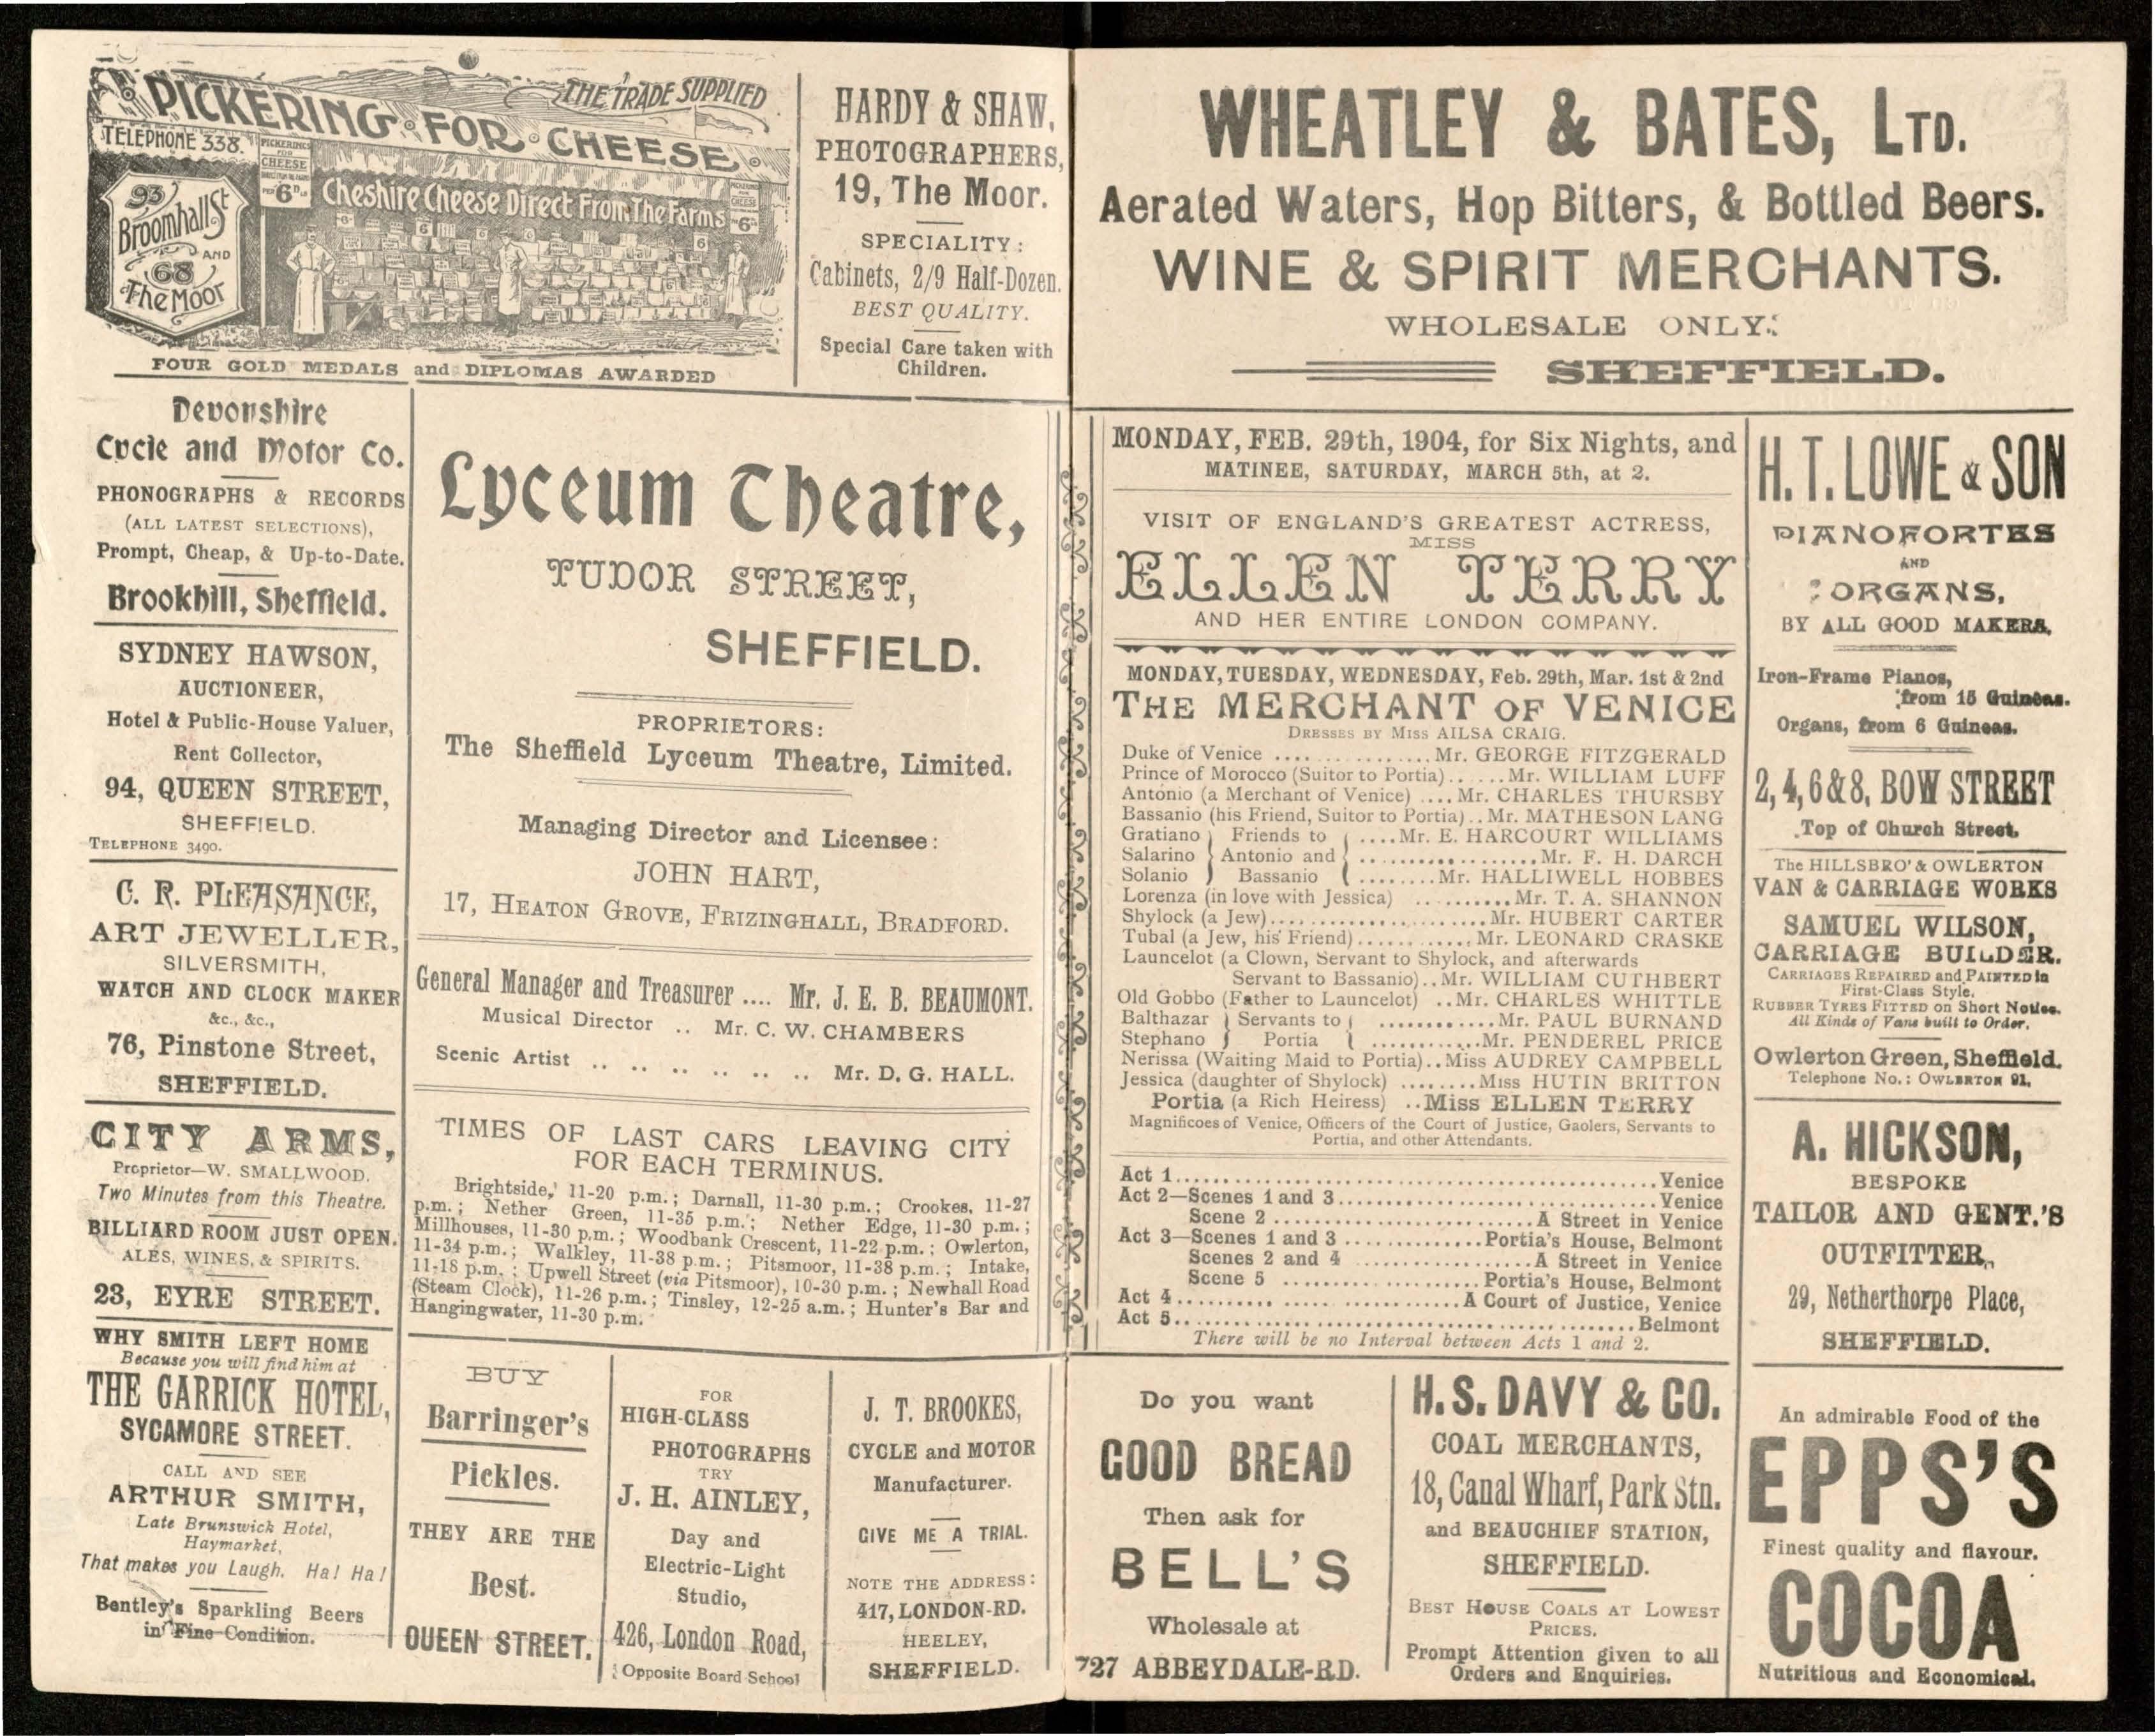 PICKERING FOR CHEESE
THE TRADE SUPPLIED
TELEPHONE 338.
PICKERINGS
FOR
CHEESE
6D
Cheshire Cheese Direct From The Farms
PICKERINGS
FOR
CHEESE
6D
93
Broomhall St
AND
68
The Moor
FOUR GOLD MEDALS and DIPLOMAS AWARDED
HARDY & SHAW,
PHOTOGRAPHERS,
19, The Moor.
SPECIALITY:
Cabinets, 2/9 Half-Dozen.
BEST QUALITY.
Special Care taken with
Children.
Devonshire
Cycle and Motor Co.
PHONOGRAPHS & RECORDS
(ALL LATEST SELECTIONS),
Prompt, Cheap, & Up-to-Date.
Brookhill, Sheffield.
SYDNEY HAWSON,
AUCTIONEER,
Hotel & Public-House Valuer,
Rent Collector,
94, QUEEN STREET,
SHEFFIELD.
TELEPHONE 3490.
C. R. PLEASANCE,
ART JEWELLER,
SILVERSMITH,
WATCH AND CLOCK MAKER
&c., &c.,
76, Pinstone Street,
SHEFFIELD.
CITY ARMS,
Proprietor—W. SMALLWOOD.
Two Minutes from this Theatre.
BILLIARD ROOM JUST OPEN.
ALES, WINES, & SPIRITS.
23, EYRE STREET.
WHY SMITH LEFT HOME
Because you will find him at
THE GARRICK HOTEL,
SYCAMORE STREET.
CALL AND SEE
ARTHUR SMITH,
Late Brunswick Hotel,
Haymarket,
That makes you Laugh. Ha! Ha!
Bentley's Sparkling Beers
in Fine Condition.
Lyceum Theatre,
TUDOR STREET,
SHEFFIELD.
PROPRIETORS:
The Sheffield Lyceum Theatre, Limited.
Managing Director and Licensee:
JOHN HART,
17, HEATON GROVE, FRIZINGHALL, BRADFORD.
General Manager and Treasurer .... Mr. J. E. B. BEAUMONT.
Musical Director .. Mr. C. W. CHAMBERS
Scenic Artist .. .. .. .. .. .. .. Mr. D. G. HALL.
TIMES OF LAST CARS LEAVING CITY
FOR EACH TERMINUS.
Brightside, 11-20 p.m.; Darnall, 11-30 p.m.; Crookes, 11-27
p.m.; Nether Green, 11-35 p.m.; Nether Edge, 11-30 p.m.;
Millhouses, 11-30 p.m.; Woodbank Crescent, 11-22 p.m.; Owlerton,
11-34 p.m.; Walkley, 11-38 p.m.; Pitsmoor, 11-38 p.m.; Intake,
11-18 p.m.; Upwell Street (via Pitsmoor), 10-30 p.m.; Newhall Road
(Steam Clock), 11-26 p.m.; Tinsley, 12-25 a.m.; Hunter's Bar and
Hangingwater, 11-30 p.m.
BUY
Barringer's
Pickles.
THEY ARE THE
Best.
QUEEN STREET.
FOR
HIGH-CLASS
PHOTOGRAPHS
TRY
J. H. AINLEY,
Day and
Electric-Light
Studio,
426, London Road,
Opposite Board School
J. T. BROOKES,
CYCLE and MOTOR
Manufacturer.
GIVE ME A TRIAL.
NOTE THE ADDRESS:
417, LONDON-RD.
HEELEY,
SHEFFIELD.
WHEATLEY & BATES, LTD.
Aerated Waters, Hop Bitters, & Bottled Beers.
WINE & SPIRIT MERCHANTS.
WHOLESALE ONLY:
SHEFFIELD.
MONDAY, FEB. 29th, 1904, for Six Nights, and
MATINEE, SATURDAY, MARCH 5th, at 2.
VISIT OF ENGLAND'S GREATEST ACTRESS,
MISS
ELLEN TERRY
AND HER ENTIRE LONDON COMPANY.
MONDAY, TUESDAY, WEDNESDAY, Feb. 29th, Mar. 1st & 2nd
THE MERCHANT OF VENICE
DRESSES BY MISS AILSA CRAIG.
Duke of Venice .... Mr. GEORGE FITZGERALD
Prince of Morocco (Suitor to Portia) .... Mr. WILLIAM LUFF
Antonio (a Merchant of Venice) .... Mr. CHARLES THURSBY
Bassanio (his Friend, Suitor to Portia) .. Mr. MATHESON LANG
Gratiano } Friends to { .... Mr. E. HARCOURT WILLIAMS
Salarino } Antonio and { .... Mr. F. H. DARCH
Solanio } Bassanio { .... Mr. HALLIWELL HOBBES
Lorenza (in love with Jessica) .... Mr. T. A. SHANNON
Shylock (a Jew) .... Mr. HUBERT CARTER
Tubal (a Jew, his Friend) .... Mr. LEONARD CRASKE
Launcelot (a Clown, Servant to Shylock, and afterwards
Servant to Bassanio) .. Mr. WILLIAM CUTHBERT
Old Gobbo (Father to Launcelot) .. Mr. CHARLES WHITTLE
Balthazar } Servants to { .... Mr. PAUL BURNAND
Stephano } Portia { .... Mr. PENDEREL PRICE
Nerissa (Waiting Maid to Portia) .. Miss AUDREY CAMPBELL
Jessica (daughter of Shylock) .... Miss HUTIN BRITTON
Portia (a Rich Heiress) .. Miss ELLEN TERRY
Magnificoes of Venice, Officers of the Court of Justice, Gaolers, Servants to
Portia, and other Attendants.
Act 1 .... Venice
Act 2—Scenes 1 and 3 .... Venice
Scene 2 .... A Street in Venice
Act 3—Scenes 1 and 3 .... Portia's House, Belmont
Scenes 2 and 4 .... A Street in Venice
Scene 5 .... Portia's House, Belmont
Act 4 .... A Court of Justice, Venice
Act 5 .... Belmont
There will be no Interval between Acts 1 and 2.
Do you want
GOOD BREAD
Then ask for
BELL'S
Wholesale at
727 ABBEYDALE-RD.
H. S. DAVY & CO.
COAL MERCHANTS,
18, Canal Wharf, Park Stn.
and BEAUCHIEF STATION,
SHEFFIELD.
BEST HOUSE COALS AT LOWEST
PRICES.
Prompt Attention given to all
Orders and Enquiries.
H. T. LOWE & SON
PIANOFORTES
AND
ORGANS,
BY ALL GOOD MAKERS,
Iron-Frame Pianos,
from 15 Guineas.
Organs, from 6 Guineas.
2, 4, 6 & 8, BOW STREET
Top of Church Street.
The HILLSBRO' & OWLERTON
VAN & CARRIAGE WORKS
SAMUEL WILSON,
CARRIAGE BUILDER.
CARRIAGES REPAIRED and PAINTED in
First-Class Style.
RUBBER TYRES FITTED on Short Notice.
All Kinds of Vans built to Order.
Owlerton Green, Sheffield.
Telephone No.: OWLERTON 91.
A. HICKSON,
BESPOKE
TAILOR AND GENT.'S
OUTFITTER,
29, Netherthorpe Place,
SHEFFIELD.
An admirable Food of the
EPPS'S
Finest quality and flavour.
COCOA
Nutritious and Economical.